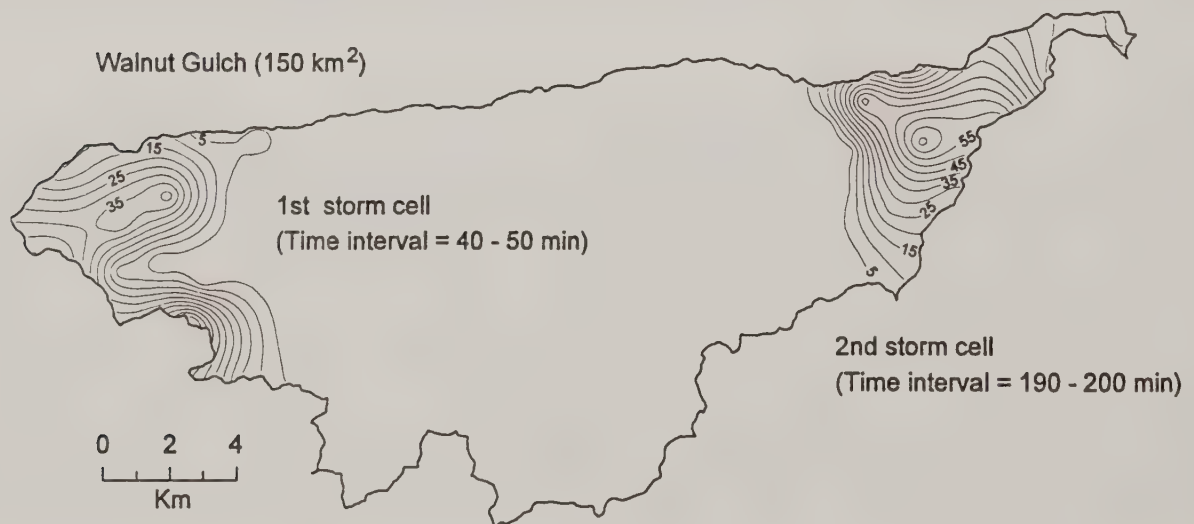 Walnut Gulch (150 km²)
5
15
25
35
1st storm cell
(Time interval = 40 - 50 min)
55
45
35
25
15
5
2nd storm cell
(Time interval = 190 - 200 min)
0 2 4
Km